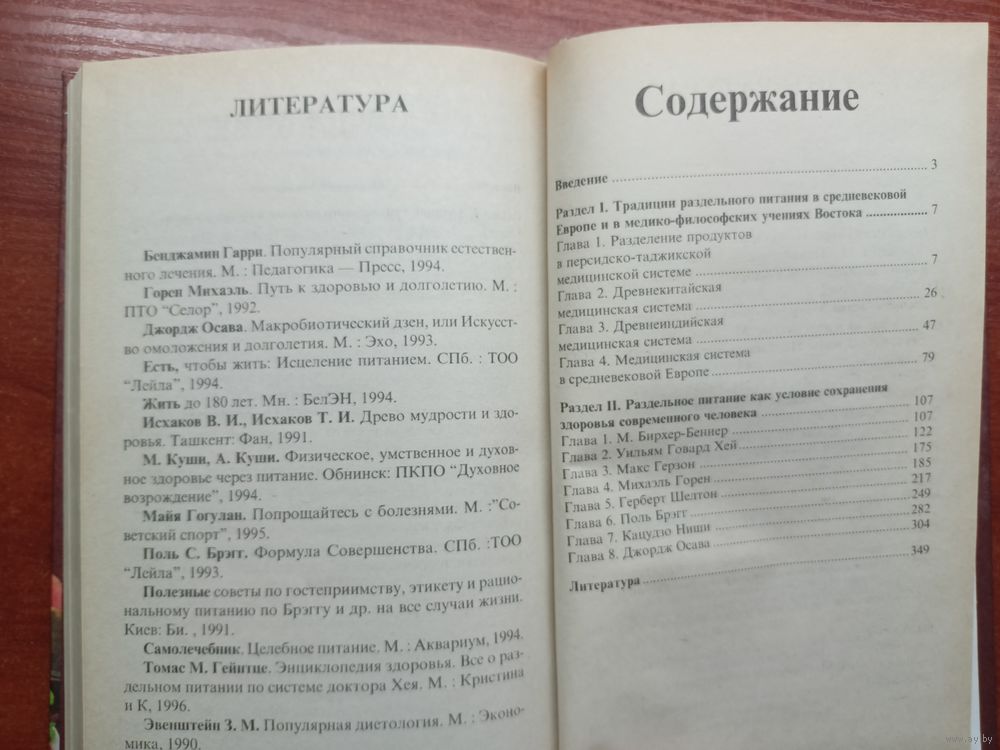 ЛИТЕРАТУРА
Бенджамин Гарри. Популярный справочник естествен-
ного лечения. М. : Педагогика — Пресс, 1994.
Горен Михаэль. Путь к здоровью и долголетию. М. :
ПТО “Селор”, 1992.
Джордж Осава. Макробиотический дзен, или Искусст-
во омоложения и долголетия. М. : Эхо, 1993.
Есть, чтобы жить: Исцеление питанием. СПб. : ТОО
“Лейла”, 1994.
Жить до 180 лет. Мн. : БелЭН, 1994.
Исхаков В. И., Исхаков Т. И. Древо мудрости и здо-
ровья. Ташкент: Фан, 1991.
М. Куши, А. Куши. Физическое, умственное и духов-
ное здоровье через питание. Обнинск: ПКПО “Духовное
возрождение”, 1994.
Майя Гогулан. Попрощайтесь с болезнями. М. :”Со-
ветский спорт”, 1995.
Поль С. Брэгг. Формула Совершенства. СПб. :ТОО
“Лейла”, 1993.
Полезные советы по гостеприимству, этикету и рацио-
нальному питанию по Брэггу и др. на все случаи жизни.
Киев: Би. , 1991.
Самолечебник. Целебное питание. М. : Аквариум, 1994.
Томас М. Гейнтце. Энциклопедия здоровья. Все о раз-
дельном питании по системе доктора Хея. М. : Кристина
и К, 1996.
Эвенштейн З. М. Популярная диетология. М. : Эконо-
мика, 1990.
Содержание
Введение ........ 3
Раздел I. Традиции раздельного питания в средневековой
Европе и в медико-философских учениях Востока ........ 7
Глава 1. Разделение продуктов
в персидско-таджикской
медицинской системе ........ 7
Глава 2. Древнекитайская
медицинская система ........ 26
Глава 3. Древнеиндийская
медицинская система ........ 47
Глава 4. Медицинская система
в средневековой Европе ........ 79
Раздел II. Раздельное питание как условие сохранения
здоровья современного человека ........ 107
Глава 1. М. Бирхер-Беннер ........ 107
Глава 2. Уильям Говард Хей ........ 122
Глава 3. Макс Герзон ........ 175
Глава 4. Михаэль Горен ........ 185
Глава 5. Герберт Шелтон ........ 217
Глава 6. Поль Брэгг ........ 249
Глава 7. Кацудзо Ниши ........ 282
Глава 8. Джордж Осава ........ 304
Литература ........ 349
www.ay.by